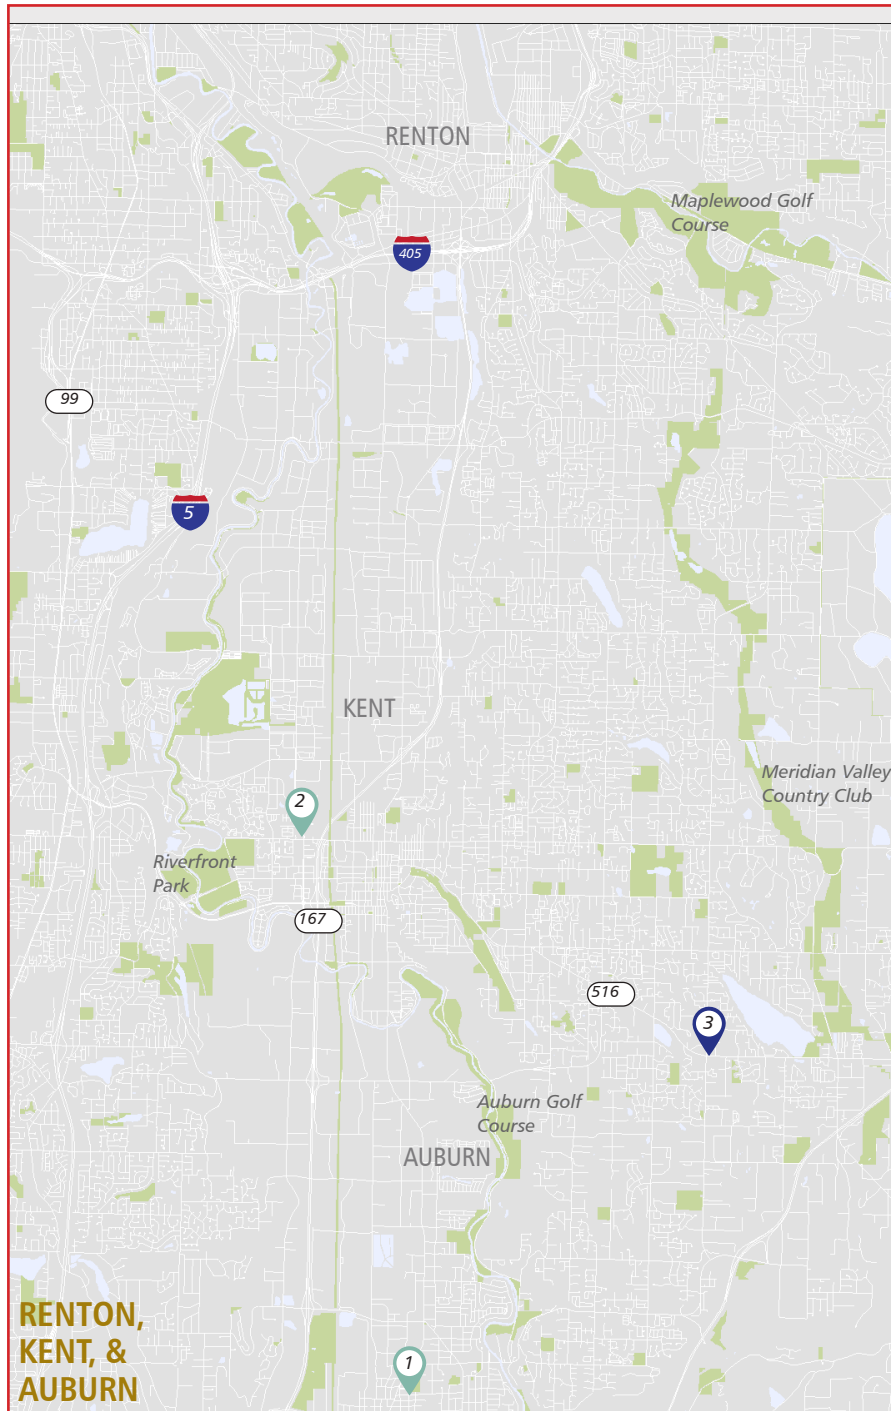 RENTON
Maplewood Golf
Course
405
99
5
KENT
Meridian Valley
Country Club
2
Riverfront
Park
167
516
3
Auburn Golf
Course
AUBURN
RENTON,
KENT, &
AUBURN
1